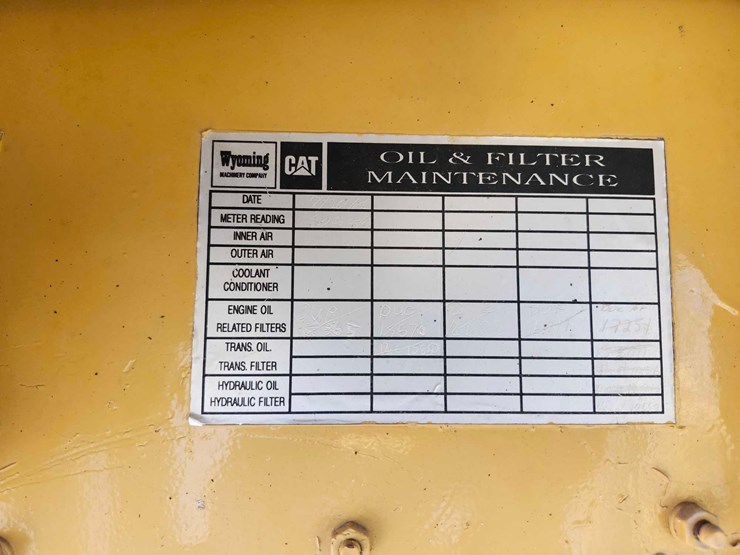 Wyoming
MACHINERY COMPANY
CAT
OIL & FILTER
MAINTENANCE
DATE
METER READING
INNER AIR
OUTER AIR
COOLANT
CONDITIONER
ENGINE OIL
RELATED FILTERS
TRANS. OIL.
TRANS. FILTER
HYDRAULIC OIL
HYDRAULIC FILTER